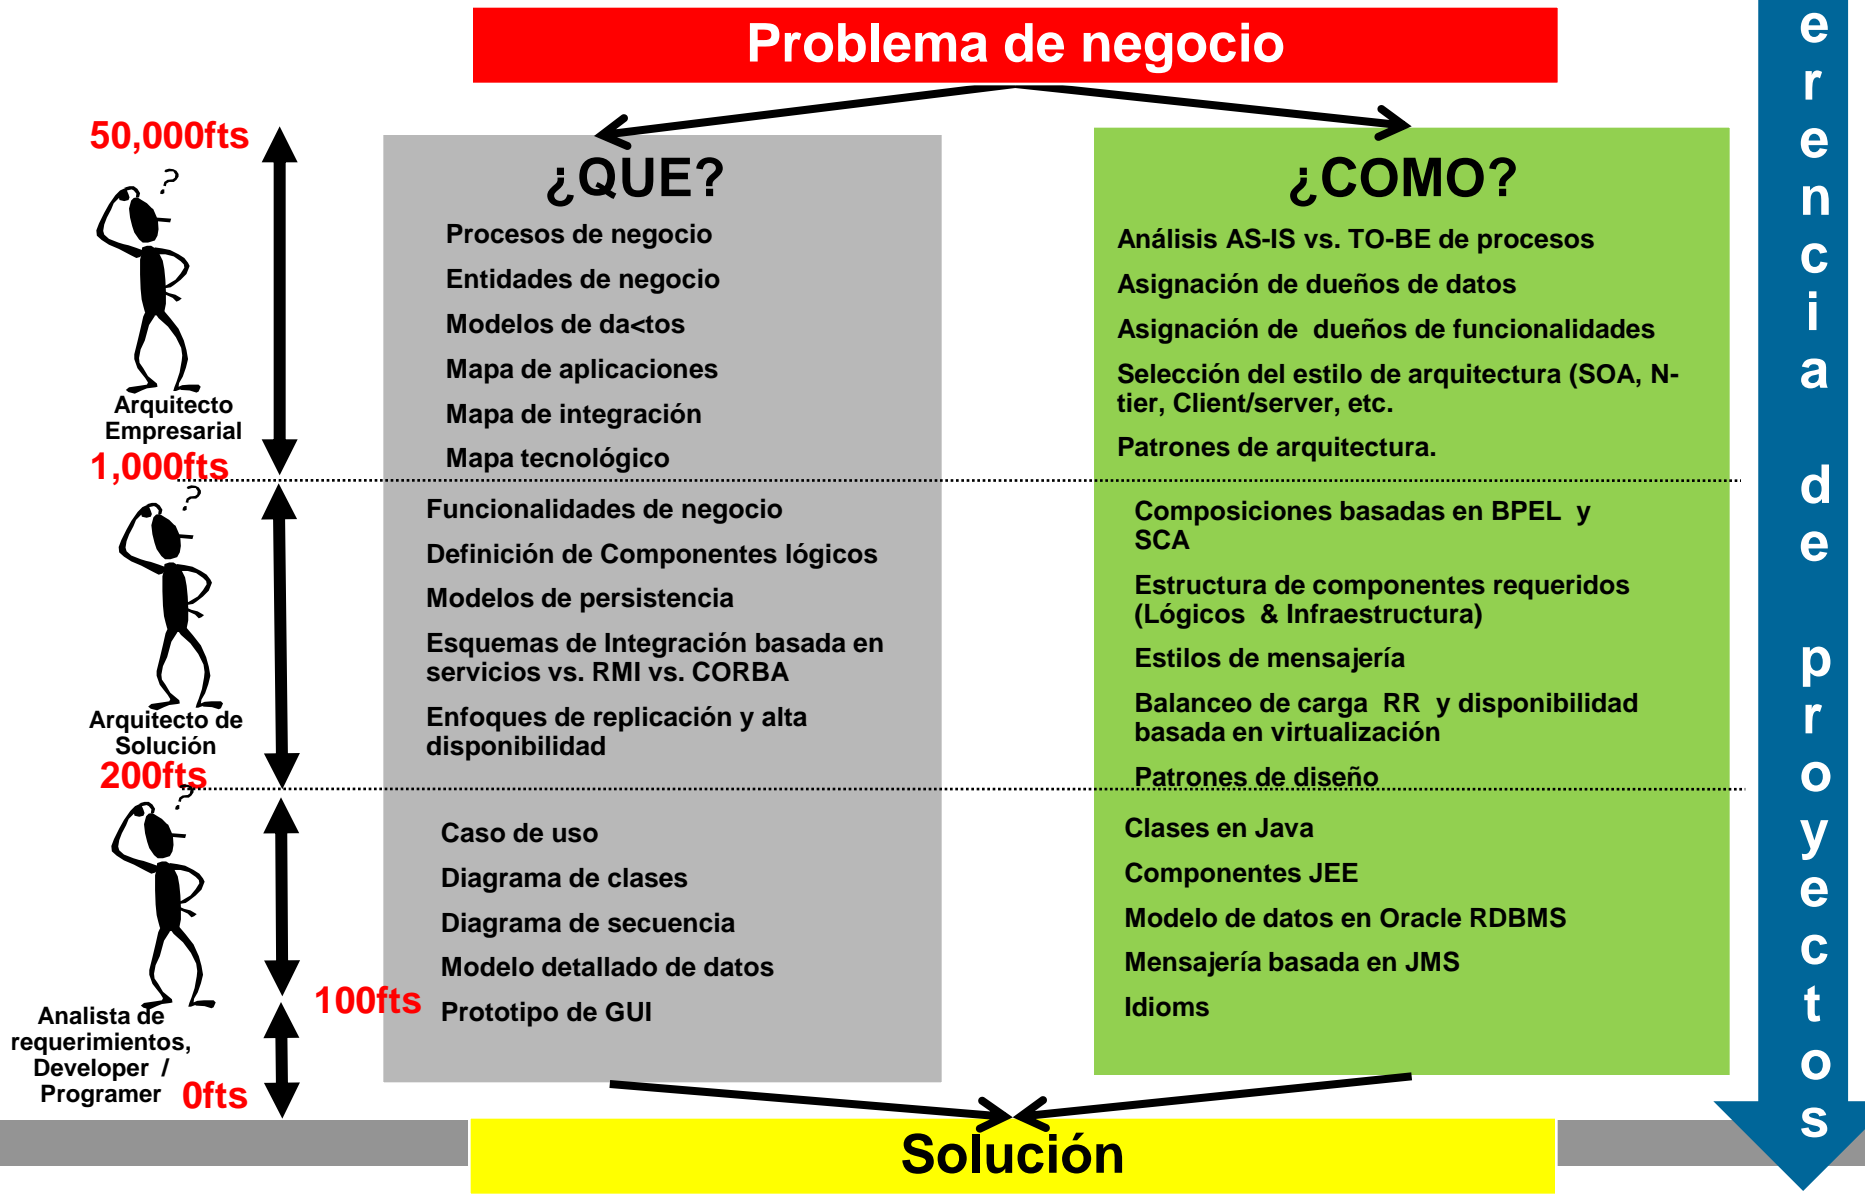 Problema de negocio
50,000fts
?
Arquitecto
Empresarial
1,000fts
?
Arquitecto de
Solución
200fts
?
Analista de
requerimientos,
Developer /
Programer
100fts
0fts
¿QUE?
Procesos de negocio
Entidades de negocio
Modelos de da<tos
Mapa de aplicaciones
Mapa de integración
Mapa tecnológico
Funcionalidades de negocio
Definición de Componentes lógicos
Modelos de persistencia
Esquemas de Integración basada en
servicios vs. RMI vs. CORBA
Enfoques de replicación y alta
disponibilidad
Caso de uso
Diagrama de clases
Diagrama de secuencia
Modelo detallado de datos
Prototipo de GUI
¿COMO?
Análisis AS-IS vs. TO-BE de procesos
Asignación de dueños de datos
Asignación de dueños de funcionalidades
Selección del estilo de arquitectura (SOA, N-
tier, Client/server, etc.
Patrones de arquitectura.
Composiciones basadas en BPEL y
SCA
Estructura de componentes requeridos
(Lógicos & Infraestructura)
Estilos de mensajería
Balanceo de carga RR y disponibilidad
basada en virtualización
Patrones de diseño
Clases en Java
Componentes JEE
Modelo de datos en Oracle RDBMS
Mensajería basada en JMS
Idioms
erencia de proyectos
Solución